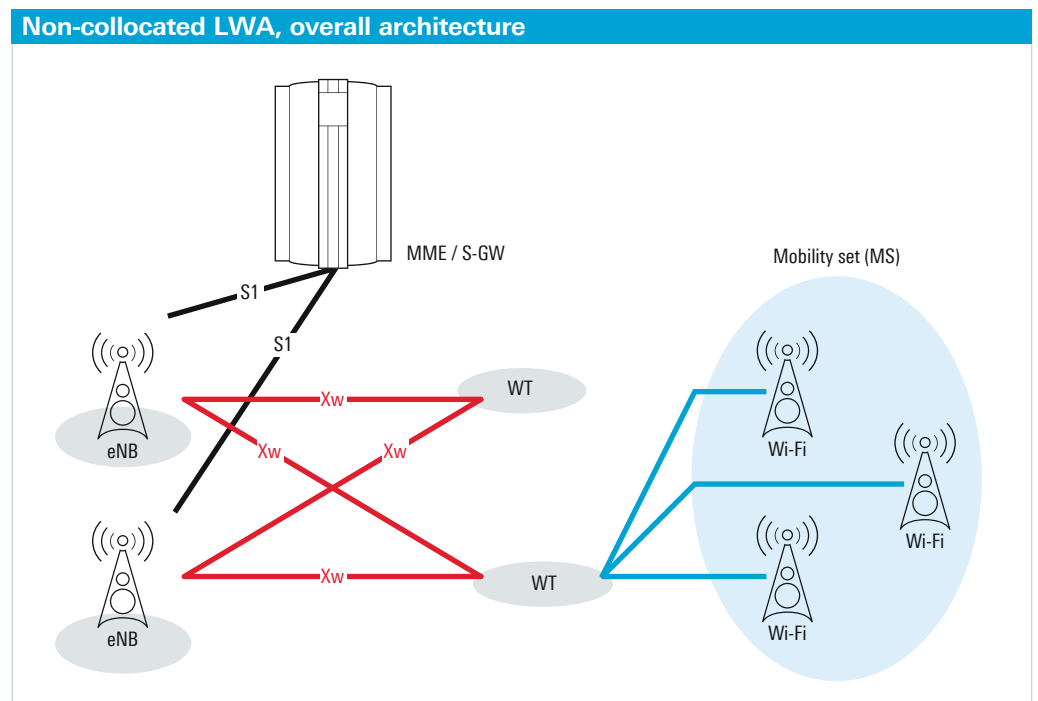 Non-collocated LWA, overall architecture
MME / S-GW
Mobility set (MS)
S1
S1
eNB
Xw
WT
Xw
Xw
Wi-Fi
Wi-Fi
Xw
WT
eNB
Wi-Fi